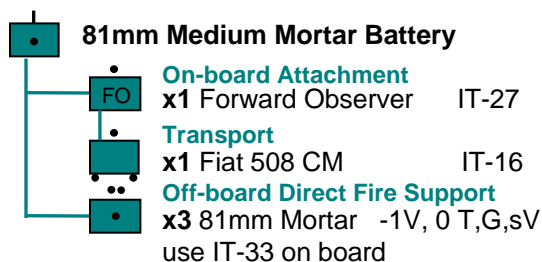 81mm Medium Mortar Battery
On-board Attachment
FO x1 Forward Observer IT-27
Transport
x1 Fiat 508 CM IT-16
Off-board Direct Fire Support
x3 81mm Mortar -1V, 0 T,G,sV
use IT-33 on board